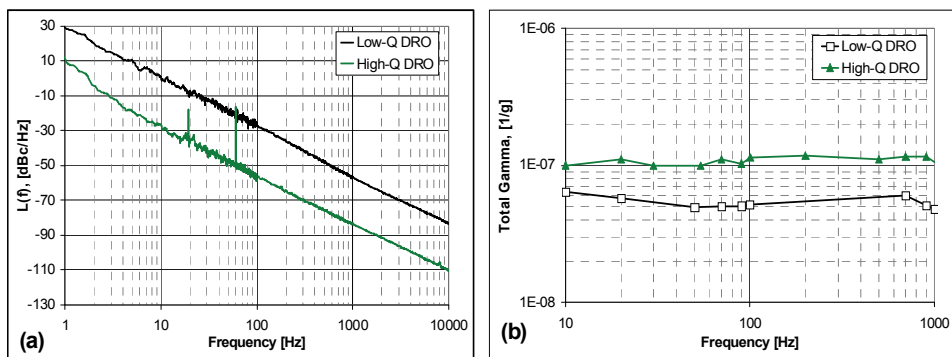 L(f), [dBc/Hz]
30
10
-10
-30
-50
-70
-90
-110
-130
Low-Q DRO
High-Q DRO
(a)
1
10
100
1000
10000
Frequency [Hz]
Total Gamma, [1/g]
1E-06
1E-07
1E-08
Low-Q DRO
High-Q DRO
(b)
10
100
1000
Frequency [Hz]